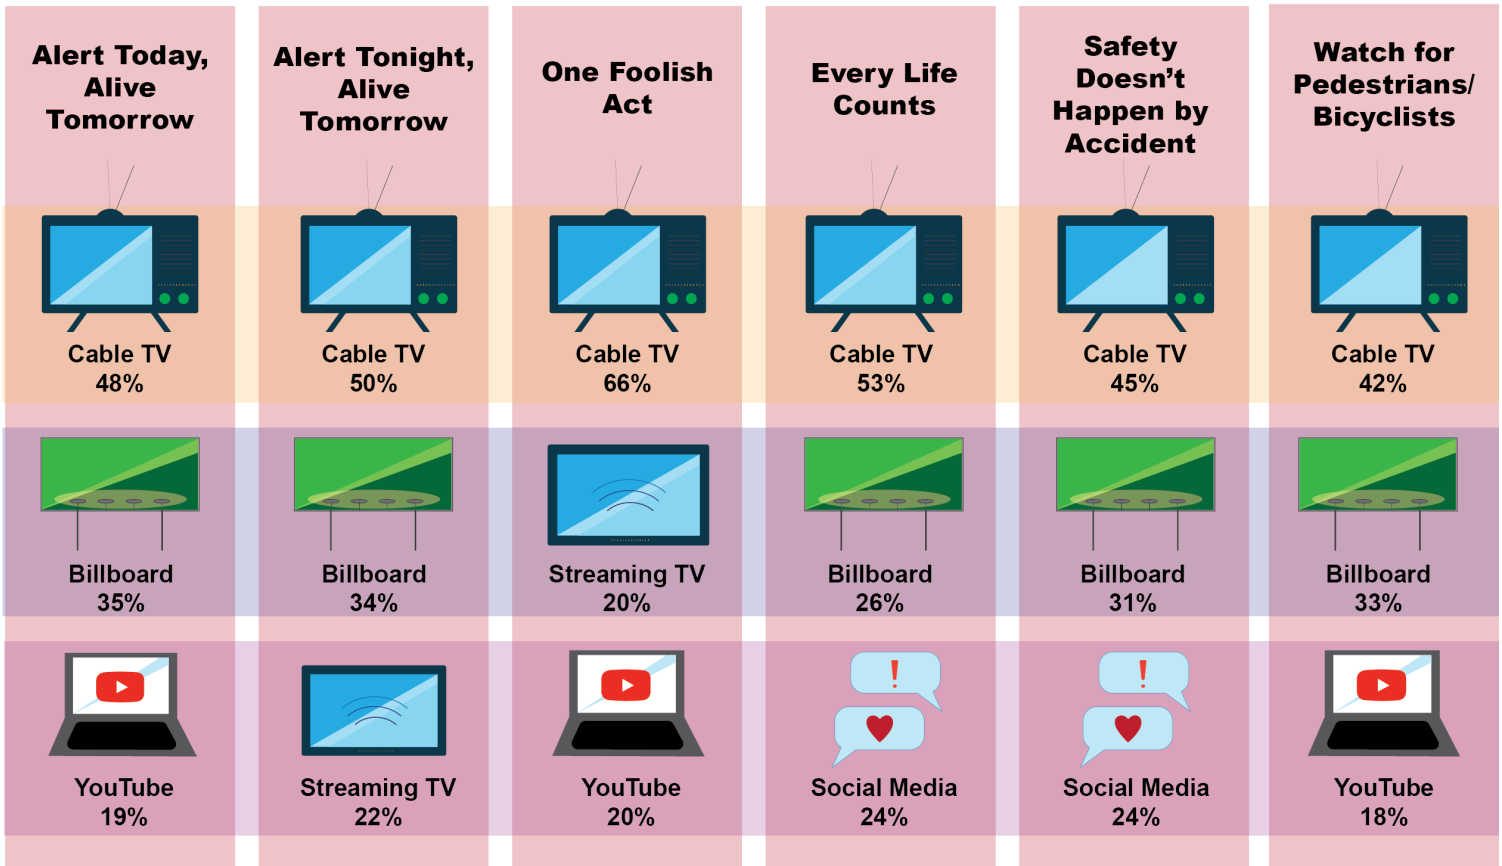 Alert Today,
Alive
Tomorrow
Alert Tonight,
Alive
Tomorrow
One Foolish
Act
Every Life
Counts
Safety
Doesn't
Happen by
Accident
Watch for
Pedestrians/
Bicyclists
Cable TV
48%
Cable TV
50%
Cable TV
66%
Cable TV
53%
Cable TV
45%
Cable TV
42%
Billboard
35%
Billboard
34%
Streaming TV
20%
Billboard
26%
Billboard
31%
Billboard
33%
YouTube
19%
Streaming TV
22%
YouTube
20%
Social Media
24%
Social Media
24%
YouTube
18%